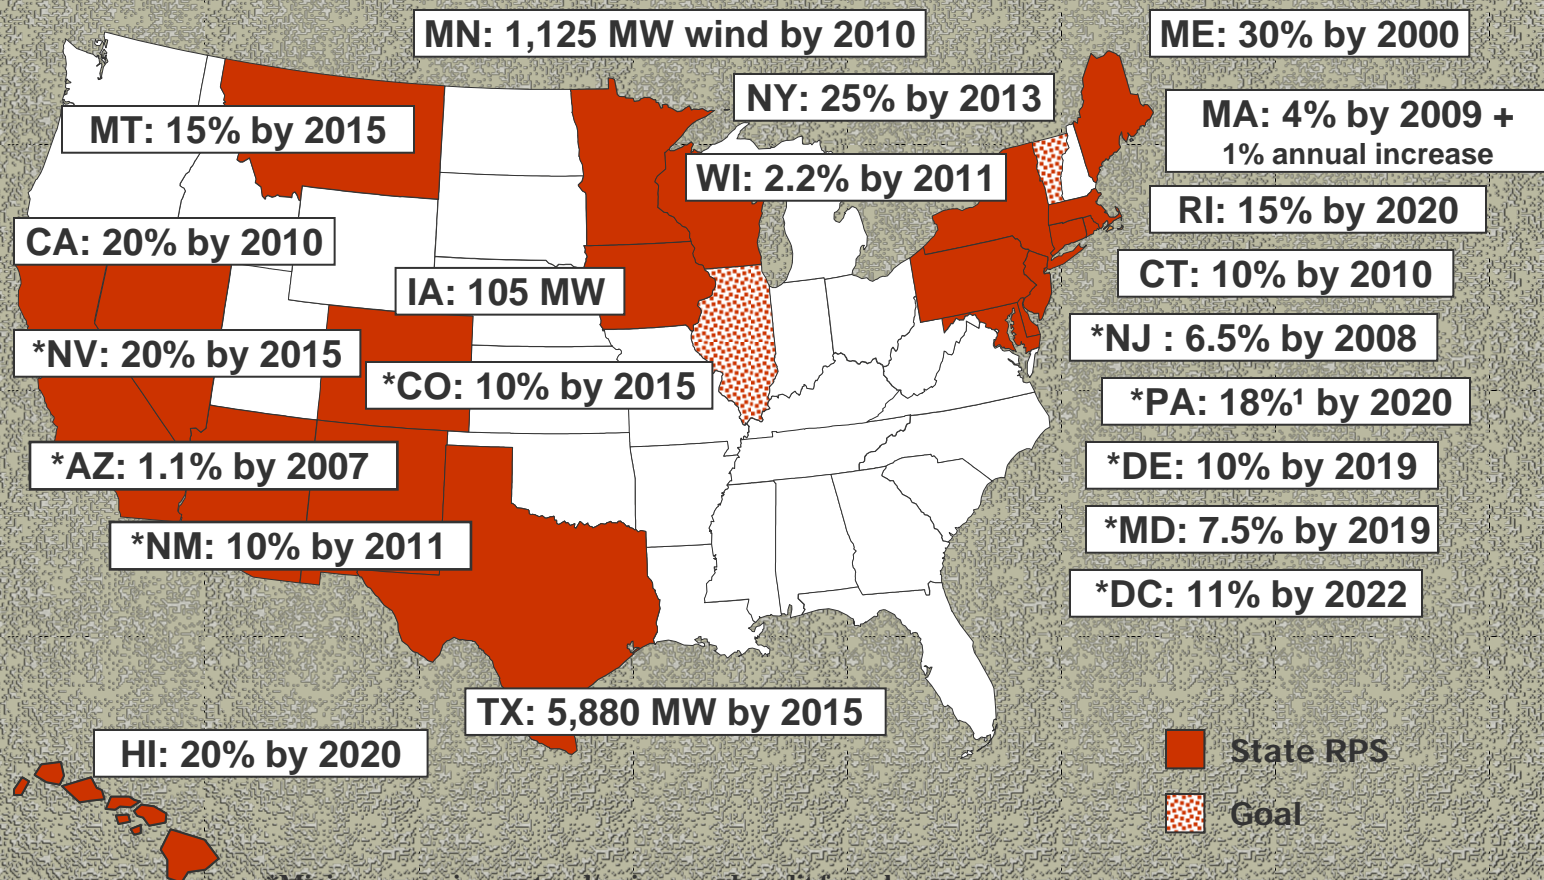 MN: 1,125 MW wind by 2010
ME: 30% by 2000
NY: 25% by 2013
MA: 4% by 2009 +
1% annual increase
MT: 15% by 2015
WI: 2.2% by 2011
RI: 15% by 2020
CA: 20% by 2010
CT: 10% by 2010
IA: 105 MW
*NJ : 6.5% by 2008
*NV: 20% by 2015
*CO: 10% by 2015
*PA: 18%¹ by 2020
*AZ: 1.1% by 2007
*DE: 10% by 2019
*MD: 7.5% by 2019
*NM: 10% by 2011
*DC: 11% by 2022
TX: 5,880 MW by 2015
HI: 20% by 2020
State RPS
Goal